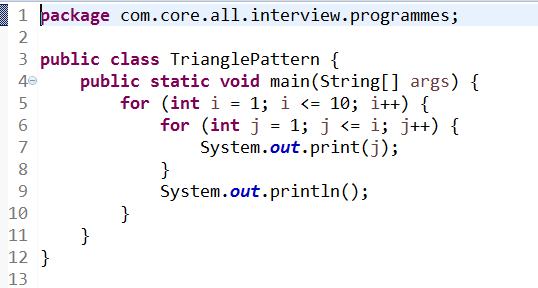 1 package com.core.all.interview.programmes;
2
3 public class TrianglePattern {
4     public static void main(String[] args) {
5         for (int i = 1; i <= 10; i++) {
6             for (int j = 1; j <= i; j++) {
7                 System.out.print(j);
8             }
9             System.out.println();
10         }
11     }
12 }
13